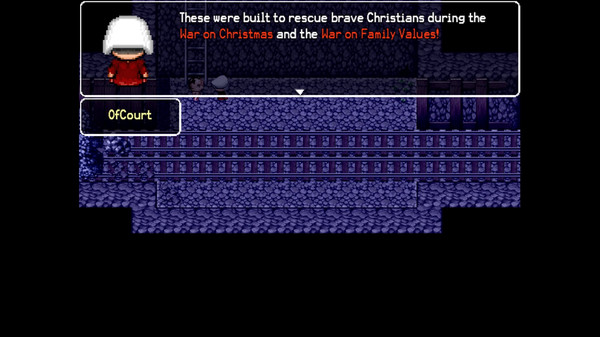 These were built to rescue brave Christians during the
War on Christmas and the War on Family Values!
OfCourt